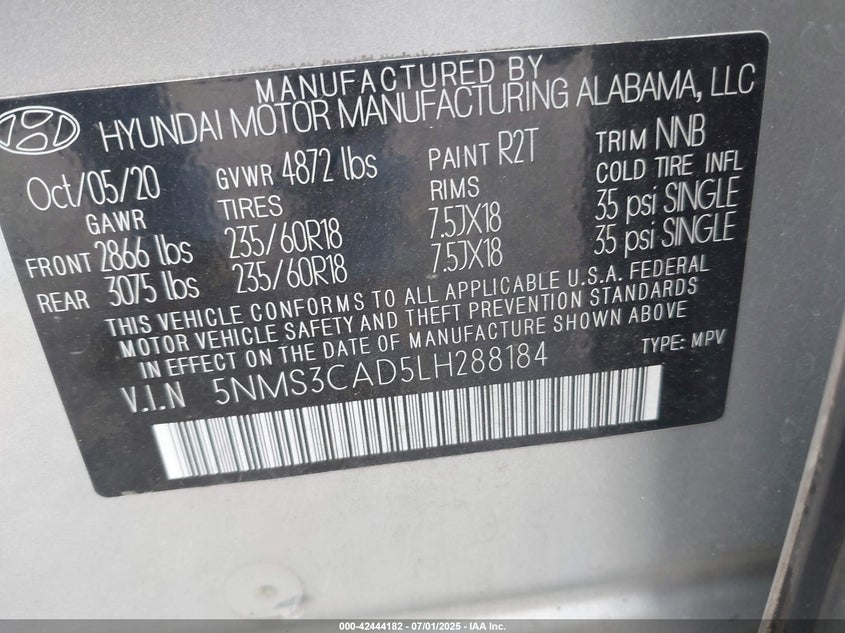 MANUFACTURED BY
HYUNDAI MOTOR MANUFACTURING ALABAMA, LLC
Oct/05/20 GVWR 4872 lbs PAINT R2T TRIM NNB
GAWR TIRES RIMS COLD TIRE INFL
FRONT 2866 lbs 235/60R18 7.5JX18 35 psi SINGLE
REAR 3075 lbs 235/60R18 7.5JX18 35 psi SINGLE
THIS VEHICLE CONFORMS TO ALL APPLICABLE U.S.A. FEDERAL
MOTOR VEHICLE SAFETY AND THEFT PREVENTION STANDARDS
IN EFFECT ON THE DATE OF MANUFACTURE SHOWN ABOVE
V.I.N 5NMS3CAD5LH288184 TYPE: MPV
000-42444182 - 07/01/2025 - IAA Inc.